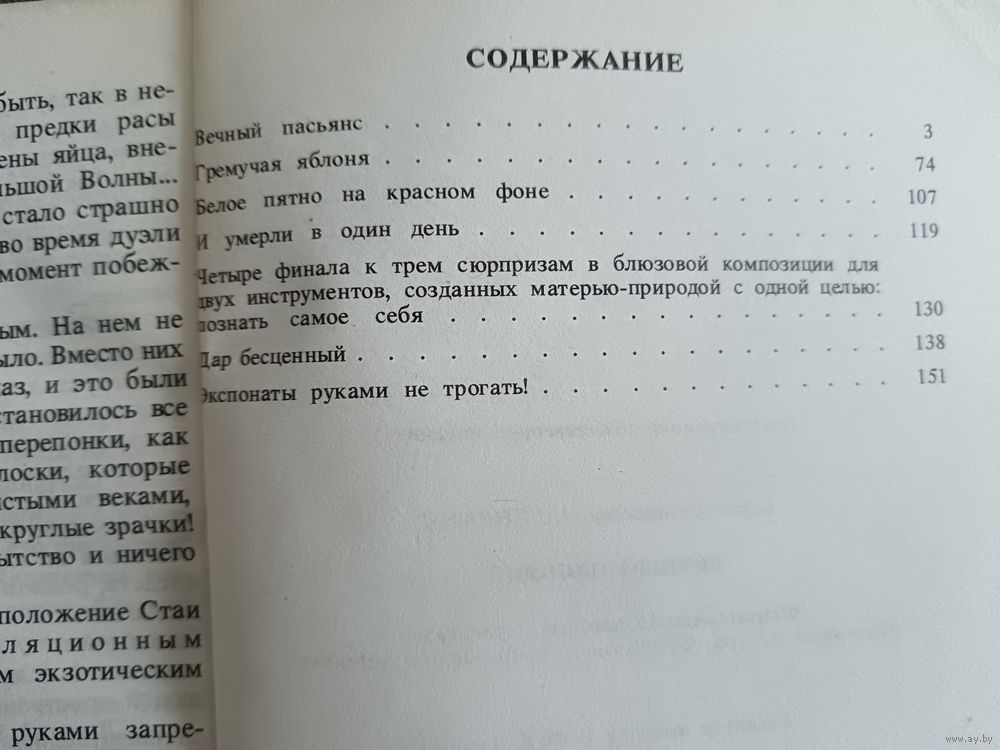 быть, так в не-
предки расы
ены яйца, вне-
ьшой Волны...
стало страшно
во время дуэли
момент побеж-
ым. На нем не
ыло. Вместо них
аз, и это были
становилось все
перепонки, как
лоски, которые
истыми веками,
круглые зрачки!
ытство и ничего
положение Стаи
ляционным
м экзотическим
руками запре-
СОДЕРЖАНИЕ
Вечный пасьянс . . . . . . . . . . . . . . . . . . 3
Гремучая яблоня . . . . . . . . . . . . . . . . . . 74
Белое пятно на красном фоне . . . . . . . . . . . . 107
И умерли в один день . . . . . . . . . . . . . . . 119
Четыре финала к трем сюрпризам в блюзовой композиции для
двух инструментов, созданных матерью-природой с одной целью:
познать самое себя . . . . . . . . . . . . . . . . 130
Дар бесценный . . . . . . . . . . . . . . . . . . . 138
Экспонаты руками не трогать! . . . . . . . . . . . . 151
www.ay.by